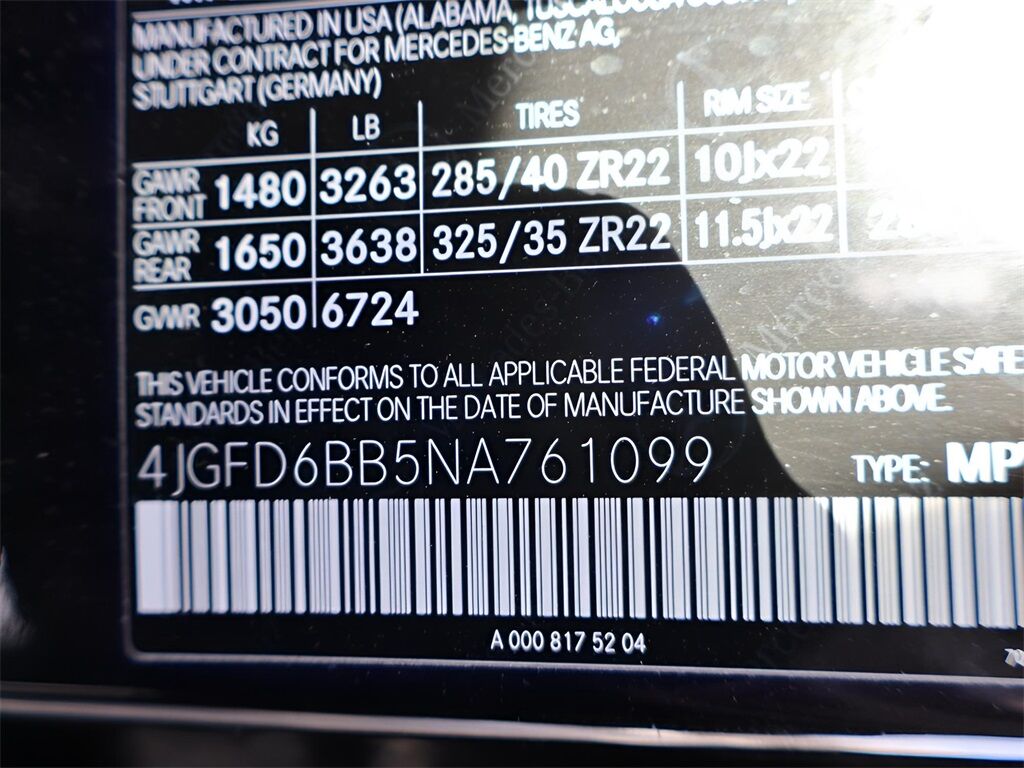 MANUFACTURED IN USA (ALABAMA,
UNDER CONTRACT FOR MERCEDES-BENZ AG,
STUTTGART (GERMANY)
KG LB TIRES RIM SIZE
GAWR FRONT 1480 3263 285/40 ZR22 10Jx22
GAWR REAR 1650 3638 325/35 ZR22 11.5Jx22
GVWR 3050 6724
THIS VEHICLE CONFORMS TO ALL APPLICABLE FEDERAL MOTOR VEHICLE SAFE
STANDARDS IN EFFECT ON THE DATE OF MANUFACTURE SHOWN ABOVE.
4JGFD6BB5NA761099 TYPE: MP
A 000 817 52 04